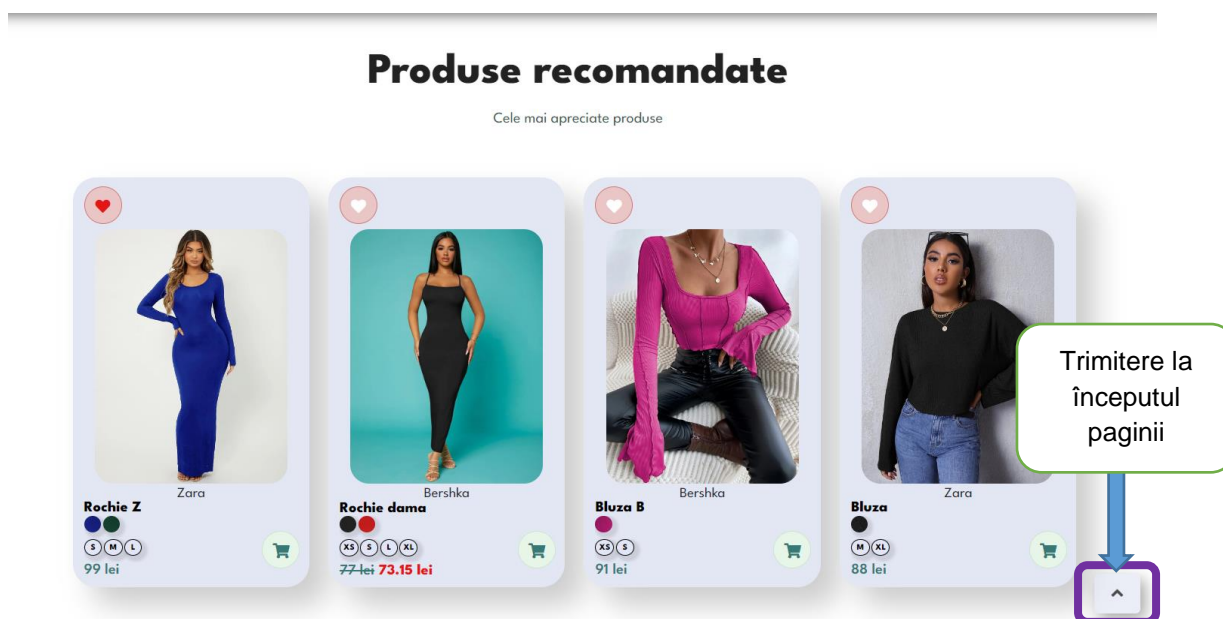 Produse recomandate
Cele mai apreciate produse
Zara
Rochie Z
S M L
99 lei
Bershka
Rochie dama
XS S L XL
77 lei 73.15 lei
Bershka
Bluza B
XS S
91 lei
Zara
Bluza
M XL
88 lei
Trimitere la
începutul
paginii